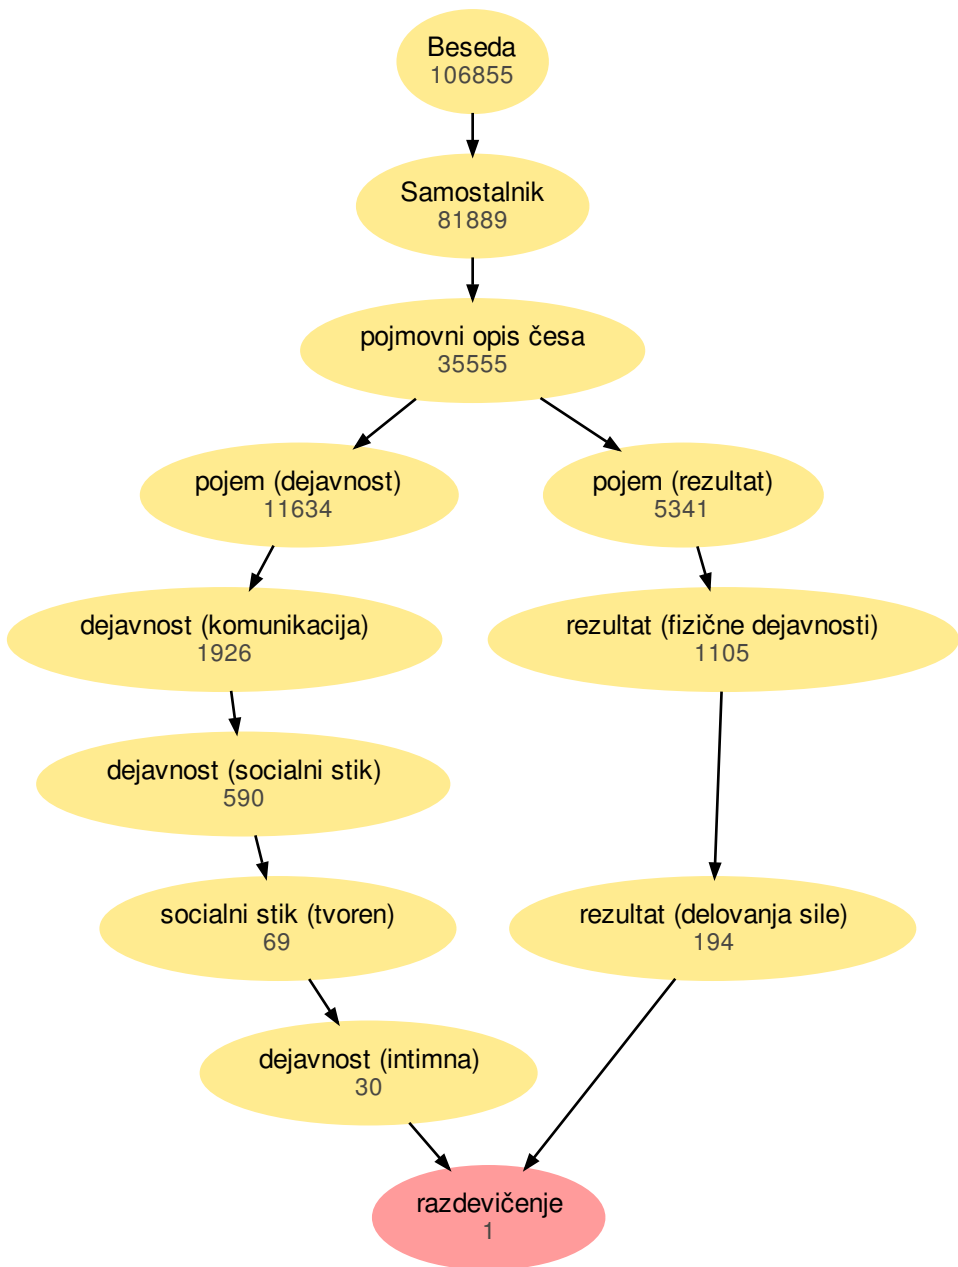 Beseda
106855
Samostalnik
81889
pojmovni opis česa
35555
pojem (dejavnost)
11634
pojem (rezultat)
5341
dejavnost (komunikacija)
1926
rezultat (fizične dejavnosti)
1105
dejavnost (socialni stik)
590
socialni stik (tvoren)
69
rezultat (delovanja sile)
194
dejavnost (intimna)
30
razdevičenje
1